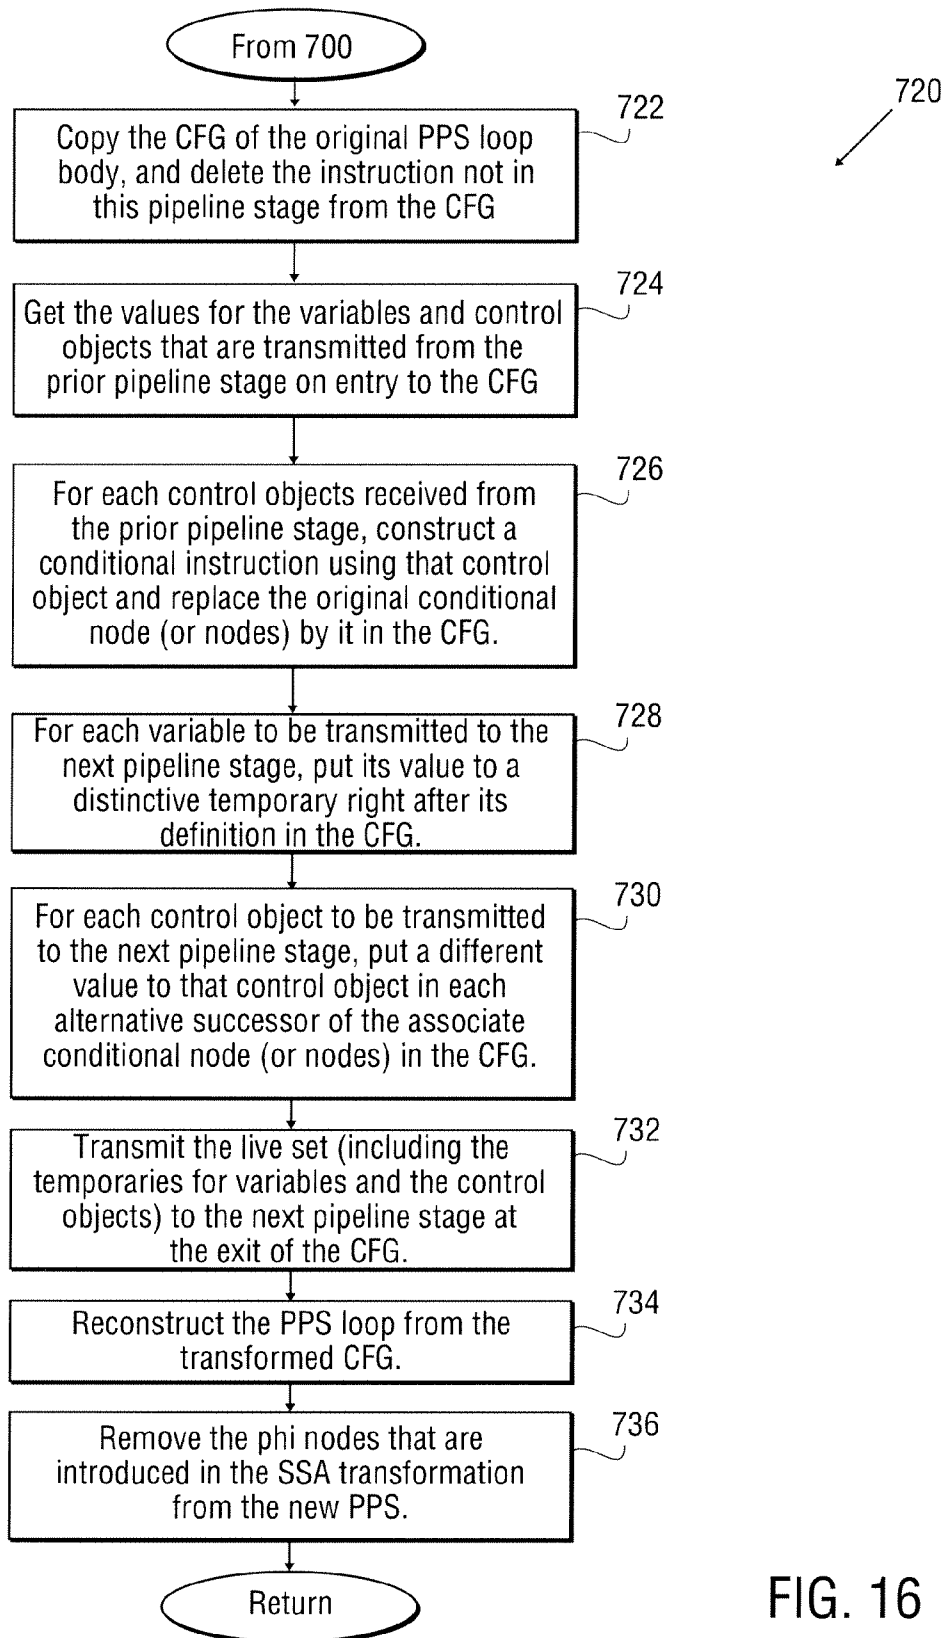 From 700
720
722
Copy the CFG of the original PPS loop
body, and delete the instruction not in
this pipeline stage from the CFG
724
Get the values for the variables and control
objects that are transmitted from the
prior pipeline stage on entry to the CFG
726
For each control objects received from
the prior pipeline stage, construct a
conditional instruction using that control
object and replace the original conditional
node (or nodes) by it in the CFG.
728
For each variable to be transmitted to the
next pipeline stage, put its value to a
distinctive temporary right after its
definition in the CFG.
730
For each control object to be transmitted
to the next pipeline stage, put a different
value to that control object in each
alternative successor of the associate
conditional node (or nodes) in the CFG.
732
Transmit the live set (including the
temporaries for variables and the control
objects) to the next pipeline stage at
the exit of the CFG.
734
Reconstruct the PPS loop from the
transformed CFG.
736
Remove the phi nodes that are
introduced in the SSA transformation
from the new PPS.
Return
FIG. 16